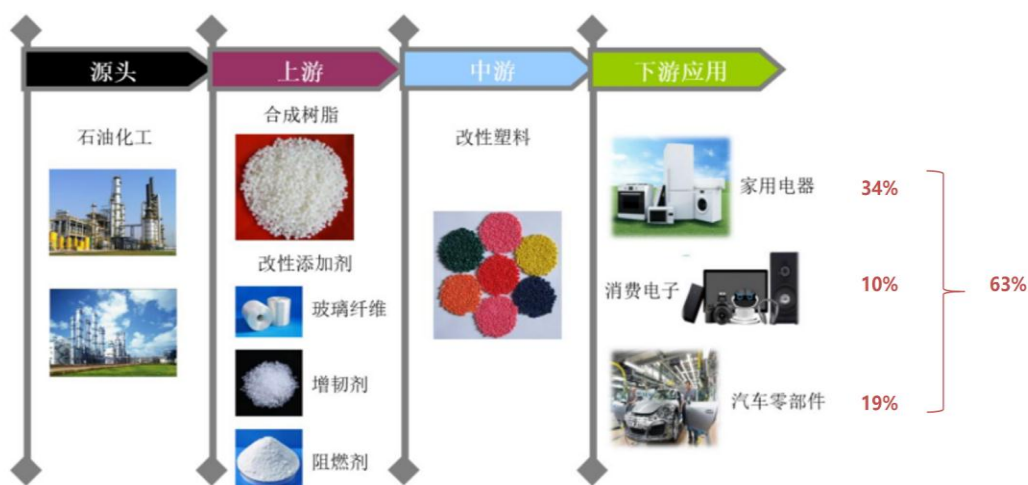 源头
上游
中游
下游应用
石油化工
合成树脂
改性添加剂
玻璃纤维
增韧剂
阻燃剂
改性塑料
家用电器
34%
消费电子
10%
汽车零部件
19%
63%